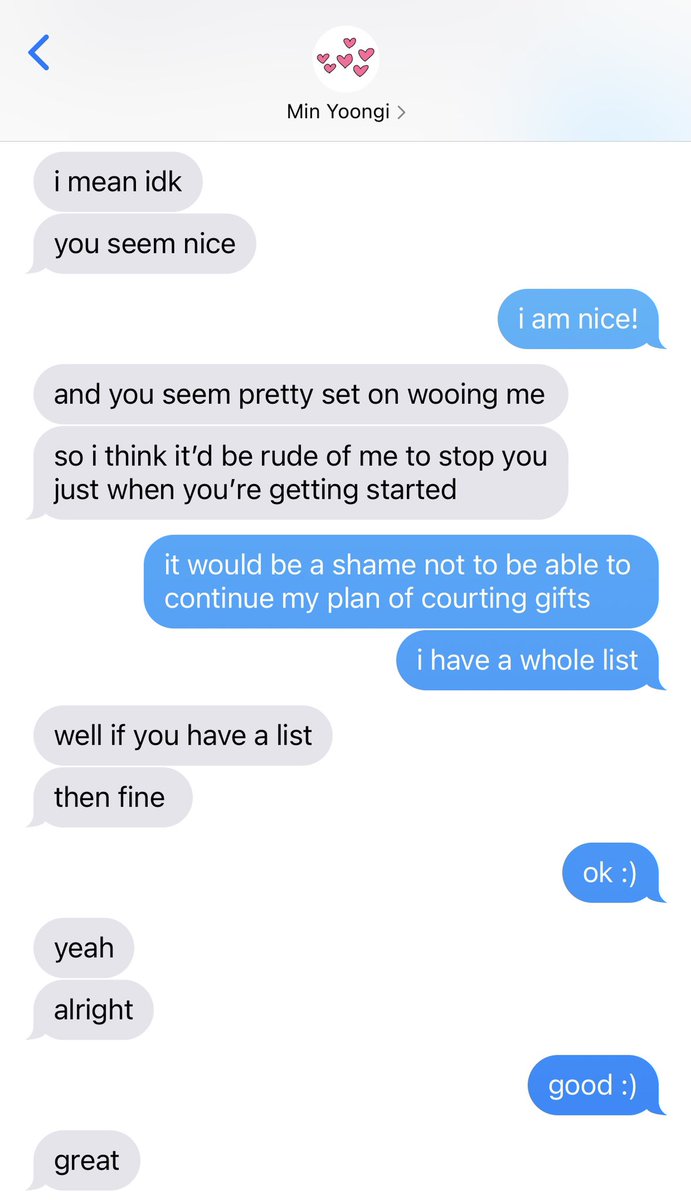 Min Yoongi
i mean idk
you seem nice
i am nice!
and you seem pretty set on wooing me
so i think it’d be rude of me to stop you
just when you’re getting started
it would be a shame not to be able to
continue my plan of courting gifts
i have a whole list
well if you have a list
then fine
ok :)
yeah
alright
good :)
great